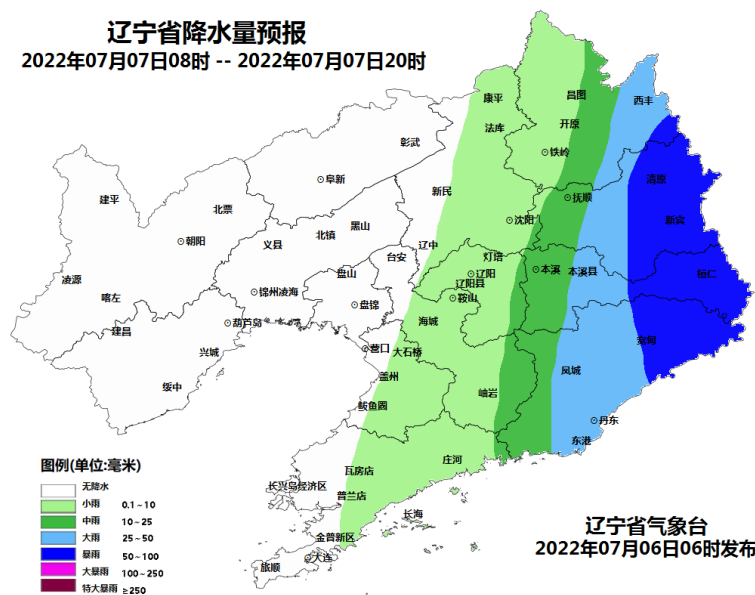 辽宁省降水量预报
2022年07月07日08时 -- 2022年07月07日20时
康平
昌图
西丰
法库
开原
彰武
铁岭
阜新
清原
新民
建平
抚顺
北票
沈阳
新宾
黑山
北镇
朝阳
义县
辽中
台安
灯塔
本溪
本溪县
桓仁
盘山
辽阳
凌源
辽阳县
锦州凌海
喀左
鞍山
盘锦
葫芦岛
海城
建昌
宽甸
营口
大石桥
兴城
凤城
盖州
绥中
岫岩
鲅鱼圈
丹东
东港
庄河
瓦房店
长兴岛经济区
普兰店
长海
金普新区
大连
旅顺
图例(单位:毫米)
无降水
小雨 0.1~10
中雨 10~25
大雨 25~50
暴雨 50~100
大暴雨 100~250
特大暴雨 ≥250
辽宁省气象台
2022年07月06日06时发布